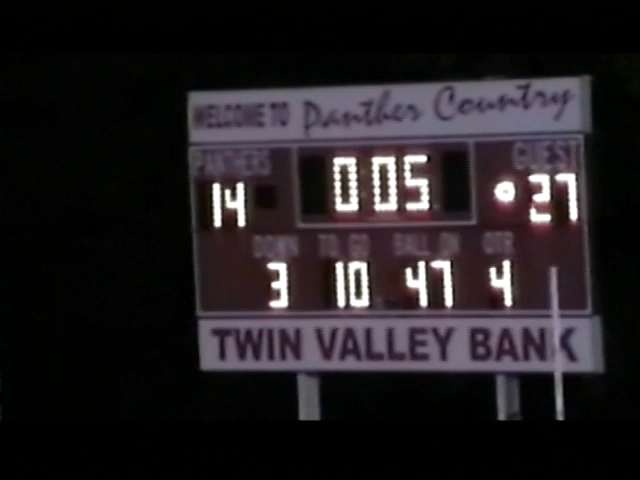 WELCOME TO Panther Country
PANTHERS 0:05 GUEST
14 27
DOWN TO GO BALL ON QTR
3 10 47 4
TWIN VALLEY BANK